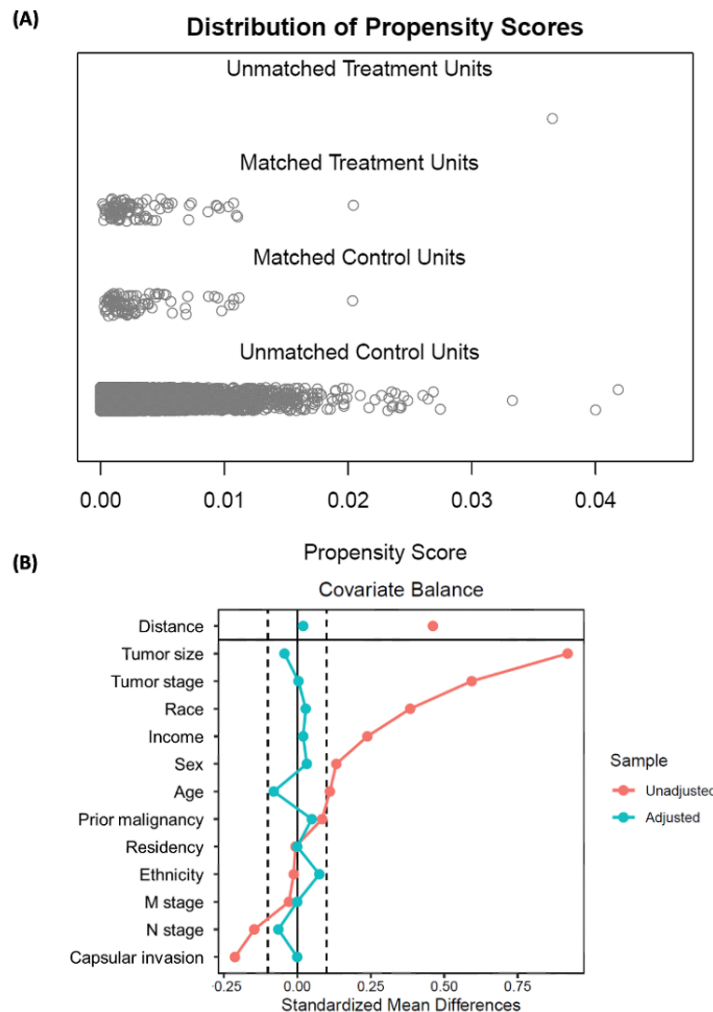 (A)
Distribution of Propensity Scores
Unmatched Treatment Units
Matched Treatment Units
Matched Control Units
Unmatched Control Units
0.00 0.01 0.02 0.03 0.04
Propensity Score
(B)
Covariate Balance
Distance
Tumor size
Tumor stage
Race
Income
Sex
Age
Prior malignancy
Residency
Ethnicity
M stage
N stage
Capsular invasion
Sample
Unadjusted
Adjusted
-0.25 0.00 0.25 0.50 0.75
Standardized Mean Differences